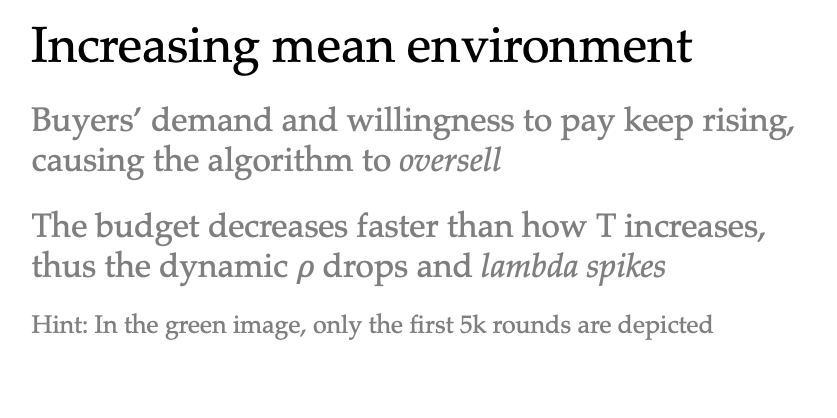 Increasing mean environment
Buyers’ demand and willingness to pay keep rising,
causing the algorithm to oversell
The budget decreases faster than how T increases,
thus the dynamic ρ drops and lambda spikes
Hint: In the green image, only the first 5k rounds are depicted